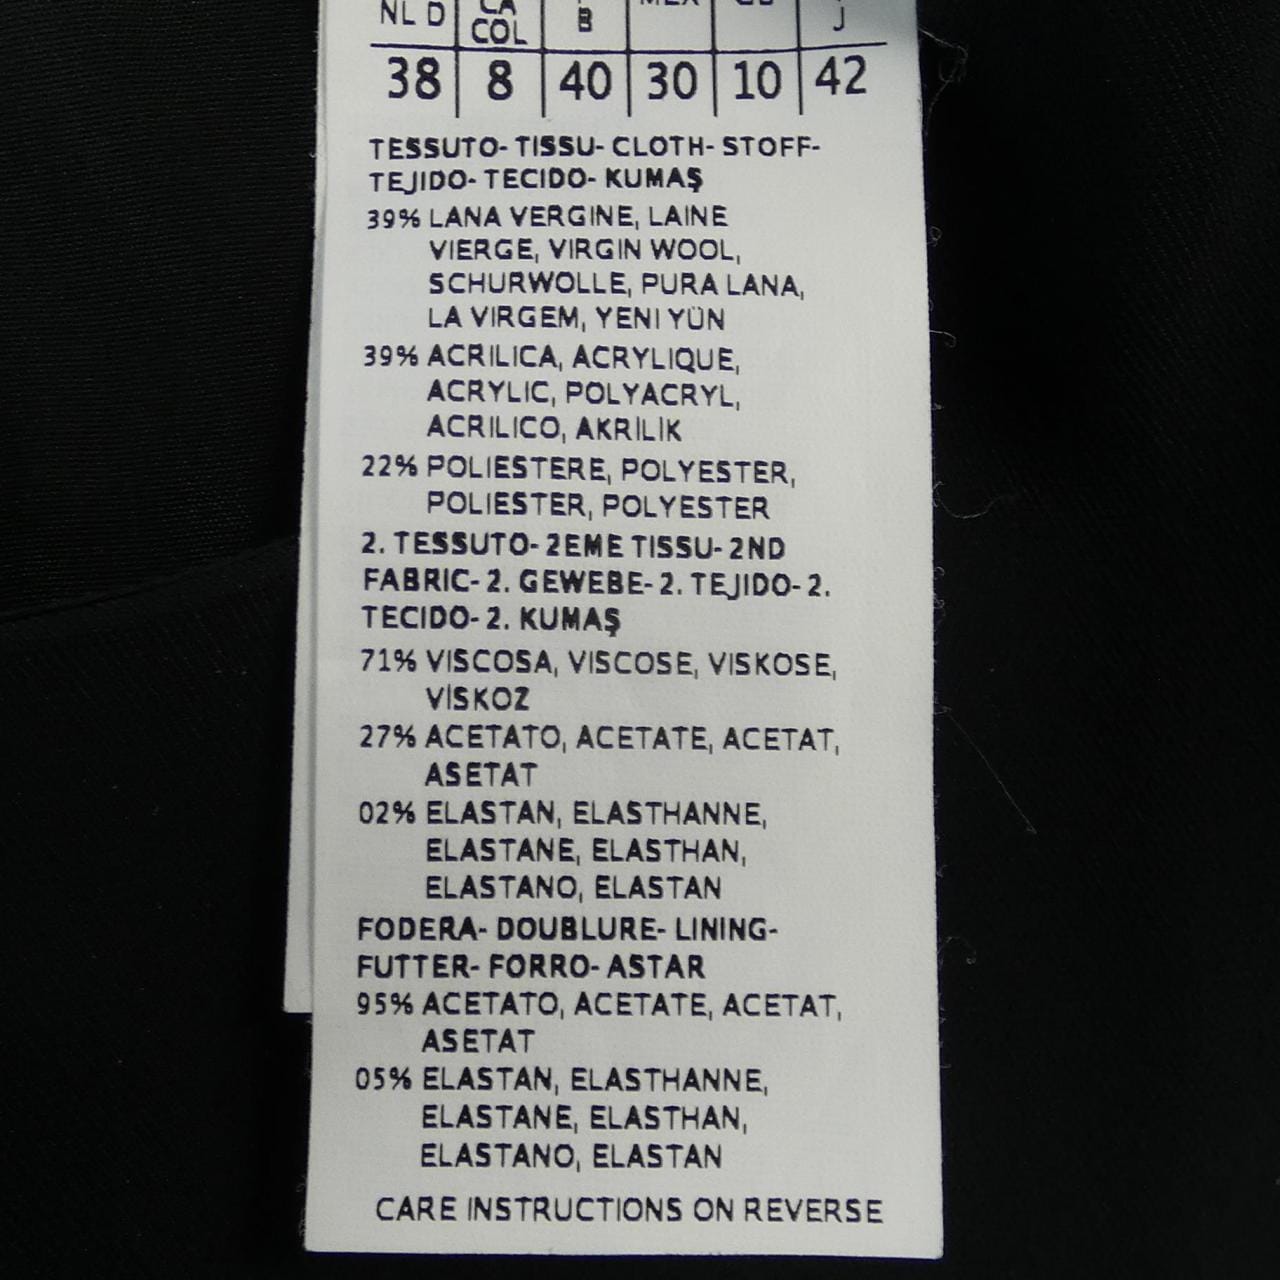 NL D CA B MEX GB J
COL
38 8 40 30 10 42
TESSUTO- TISSU- CLOTH- STOFF-
TEJIDO- TECIDO- KUMAŞ
39% LANA VERGINE, LAINE
VIERGE, VIRGIN WOOL,
SCHURWOLLE, PURA LANA,
LA VIRGEM, YENI YÜN
39% ACRILICA, ACRYLIQUE,
ACRYLIC, POLYACRYL,
ACRILICO, AKRİLİK
22% POLIESTERE, POLYESTER,
POLIESTER, POLYESTER
2. TESSUTO- 2EME TISSU- 2ND
FABRIC- 2. GEWEBE- 2. TEJIDO- 2.
TECIDO- 2. KUMAŞ
71% VISCOSA, VISCOSE, VISKOSE,
VİSKOZ
27% ACETATO, ACETATE, ACETAT,
ASETAT
02% ELASTAN, ELASTHANNE,
ELASTANE, ELASTHAN,
ELASTANO, ELASTAN
FODERA- DOUBLURE- LINING-
FUTTER- FORRO- ASTAR
95% ACETATO, ACETATE, ACETAT,
ASETAT
05% ELASTAN, ELASTHANNE,
ELASTANE, ELASTHAN,
ELASTANO, ELASTAN
CARE INSTRUCTIONS ON REVERSE